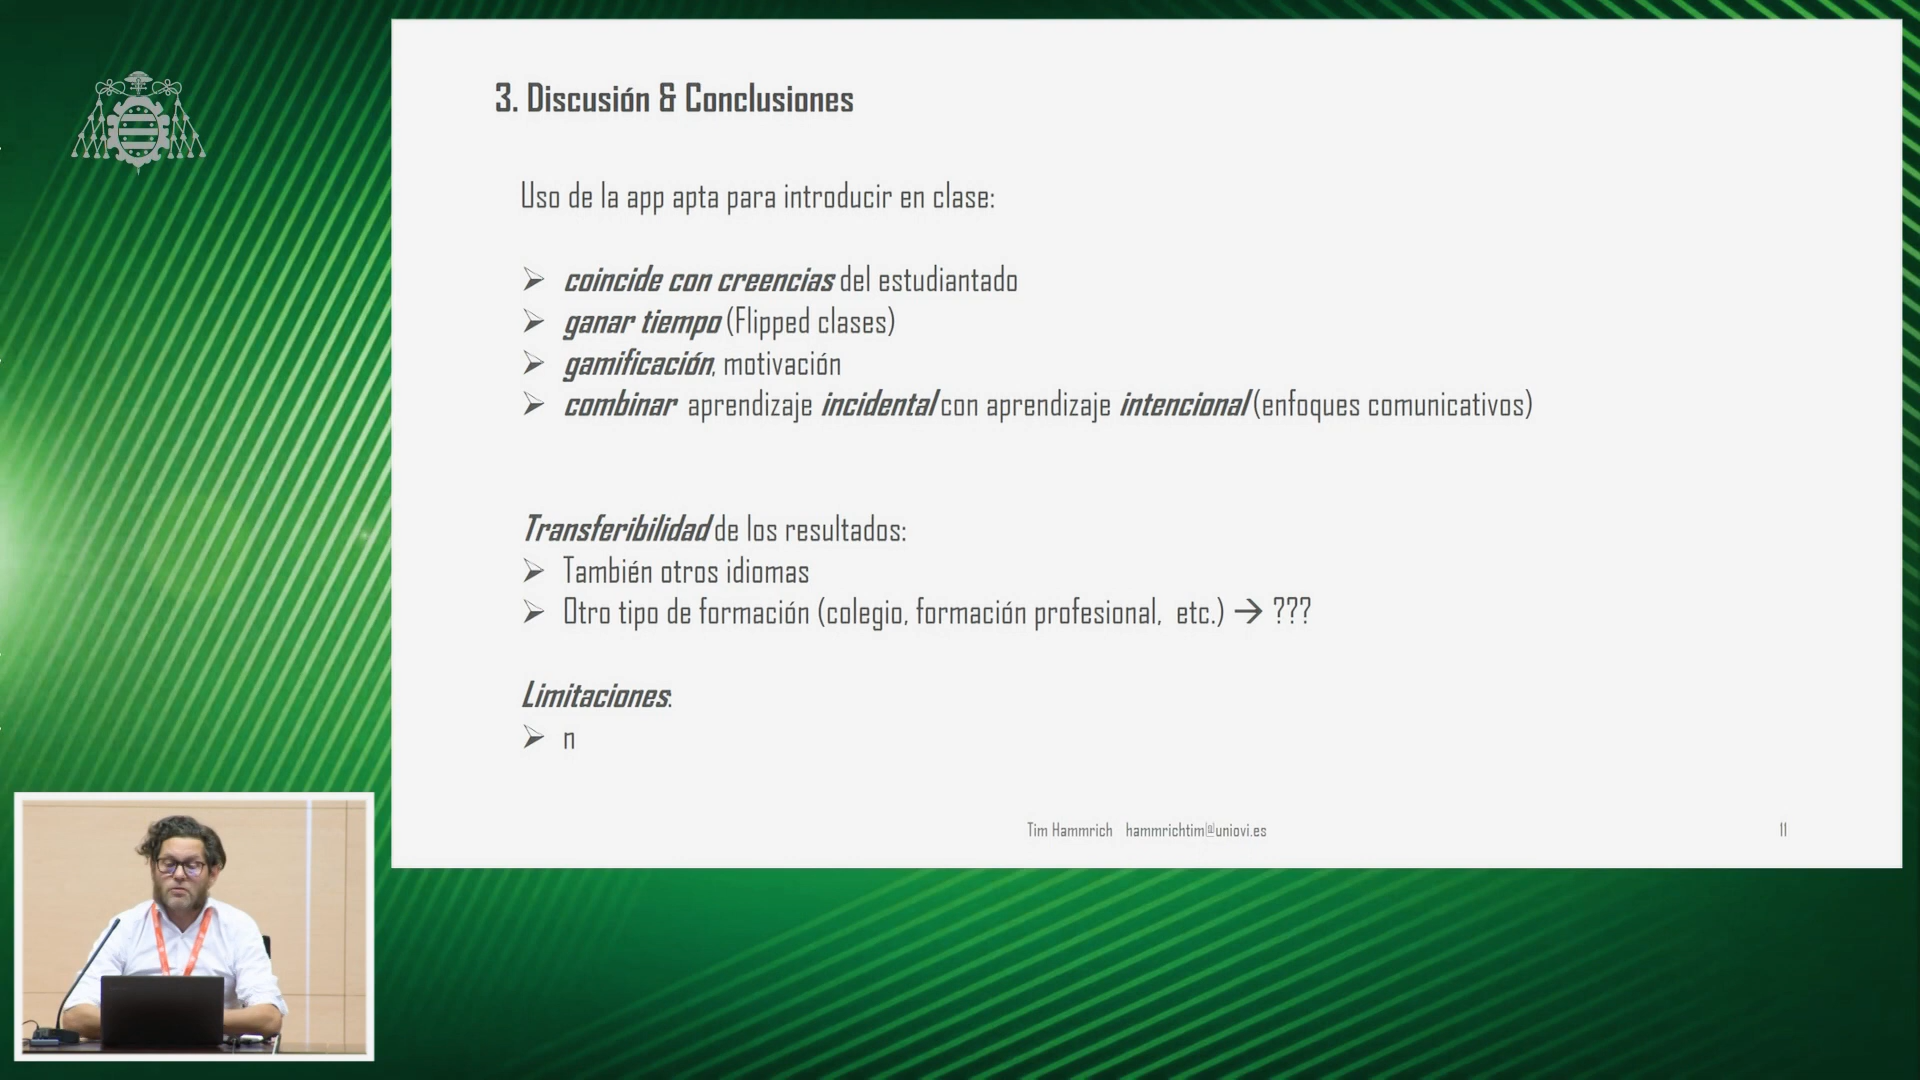 3. Discusión & Conclusiones
Uso de la app apta para introducir en clase:
➢ coincide con creencias del estudiantado
➢ ganar tiempo (Flipped clases)
➢ gamificación, motivación
➢ combinar aprendizaje incidental con aprendizaje intencional (enfoques comunicativos)
Transferibilidad de los resultados:
➢ También otros idiomas
➢ Otro tipo de formación (colegio, formación profesional, etc.) → ???
Limitaciones:
➢ n
Tim Hammrich hammrichtim@uniovi.es
11